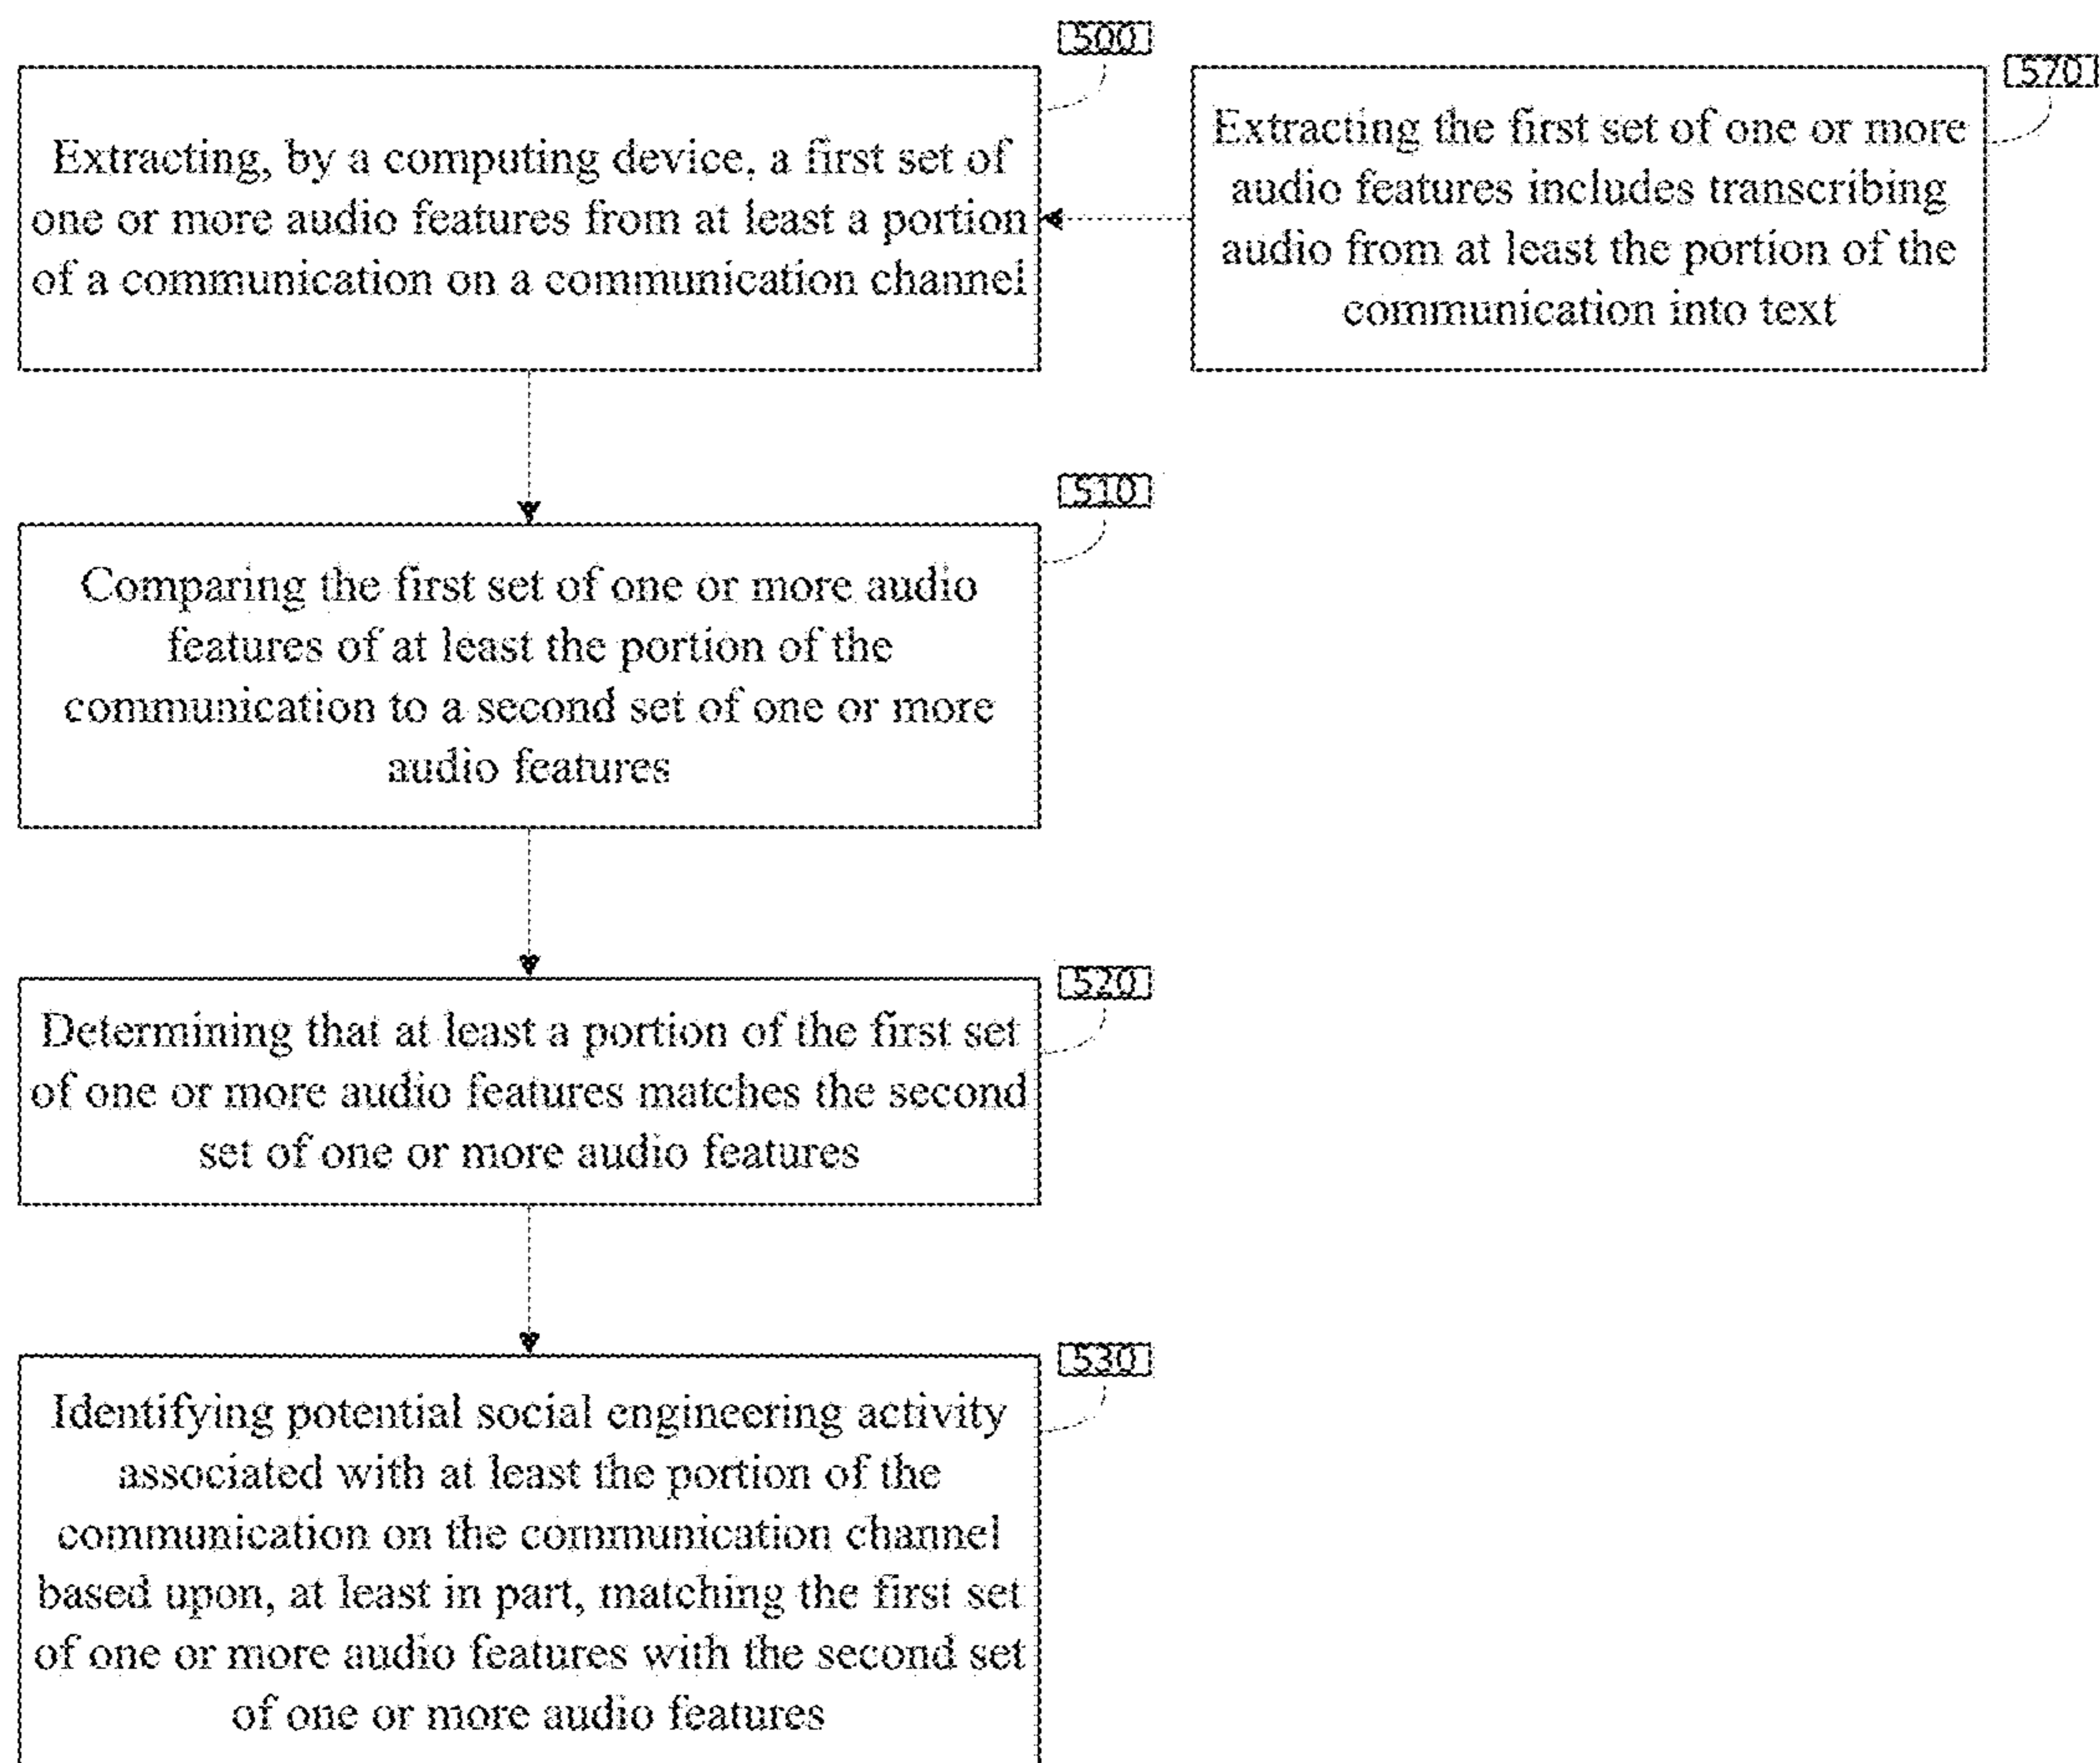 500
Extracting, by a computing device, a first set of
one or more audio features from at least a portion
of a communication on a communication channel
570
Extracting the first set of one or more
audio features includes transcribing
audio from at least the portion of the
communication into text
510
Comparing the first set of one or more audio
features of at least the portion of the
communication to a second set of one or more
audio features
520
Determining that at least a portion of the first set
of one or more audio features matches the second
set of one or more audio features
530
Identifying potential social engineering activity
associated with at least the portion of the
communication on the communication channel
based upon, at least in part, matching the first set
of one or more audio features with the second set
of one or more audio features